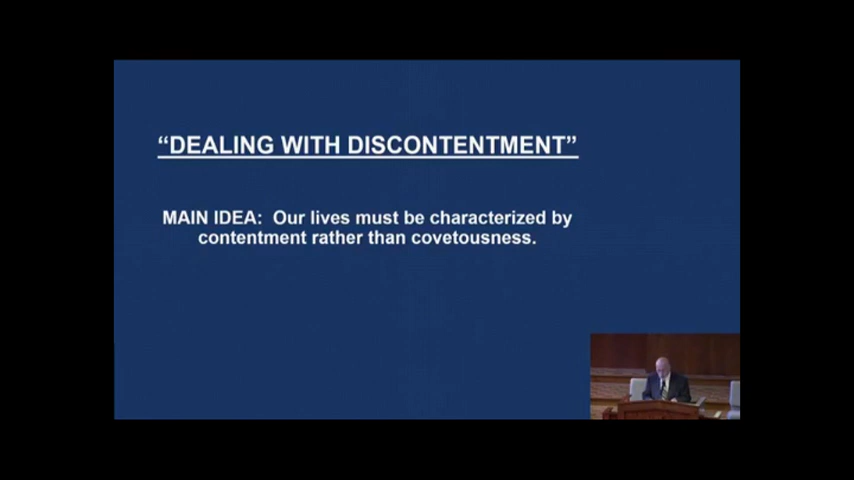 “DEALING WITH DISCONTENTMENT”
MAIN IDEA: Our lives must be characterized by
contentment rather than covetousness.